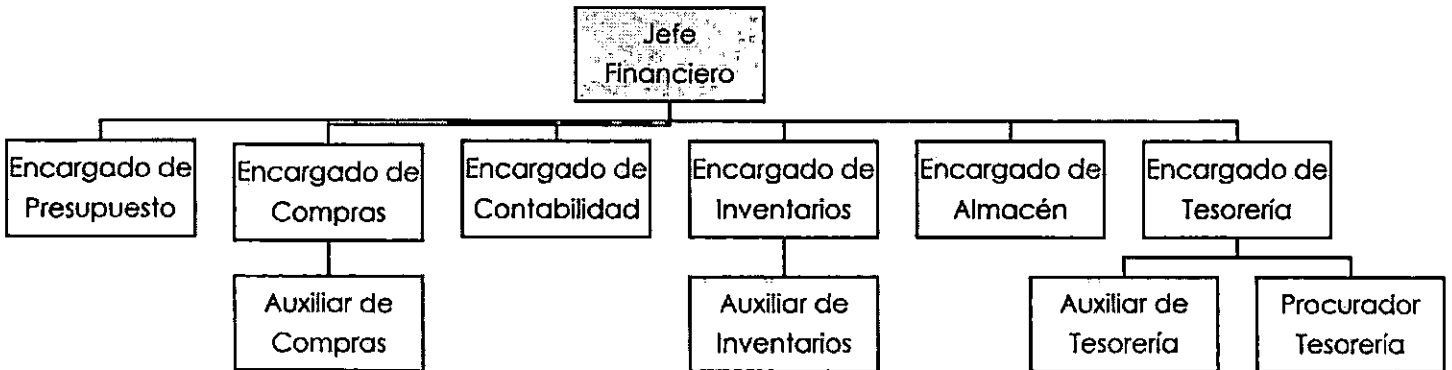 Jefe
Financiero
Encargado de
Presupuesto
Encargado de
Compras
Encargado de
Contabilidad
Encargado de
Inventarios
Encargado de
Almacén
Encargado de
Tesorería
Auxiliar de
Compras
Auxiliar de
Inventarios
Auxiliar de
Tesorería
Procurador
Tesorería